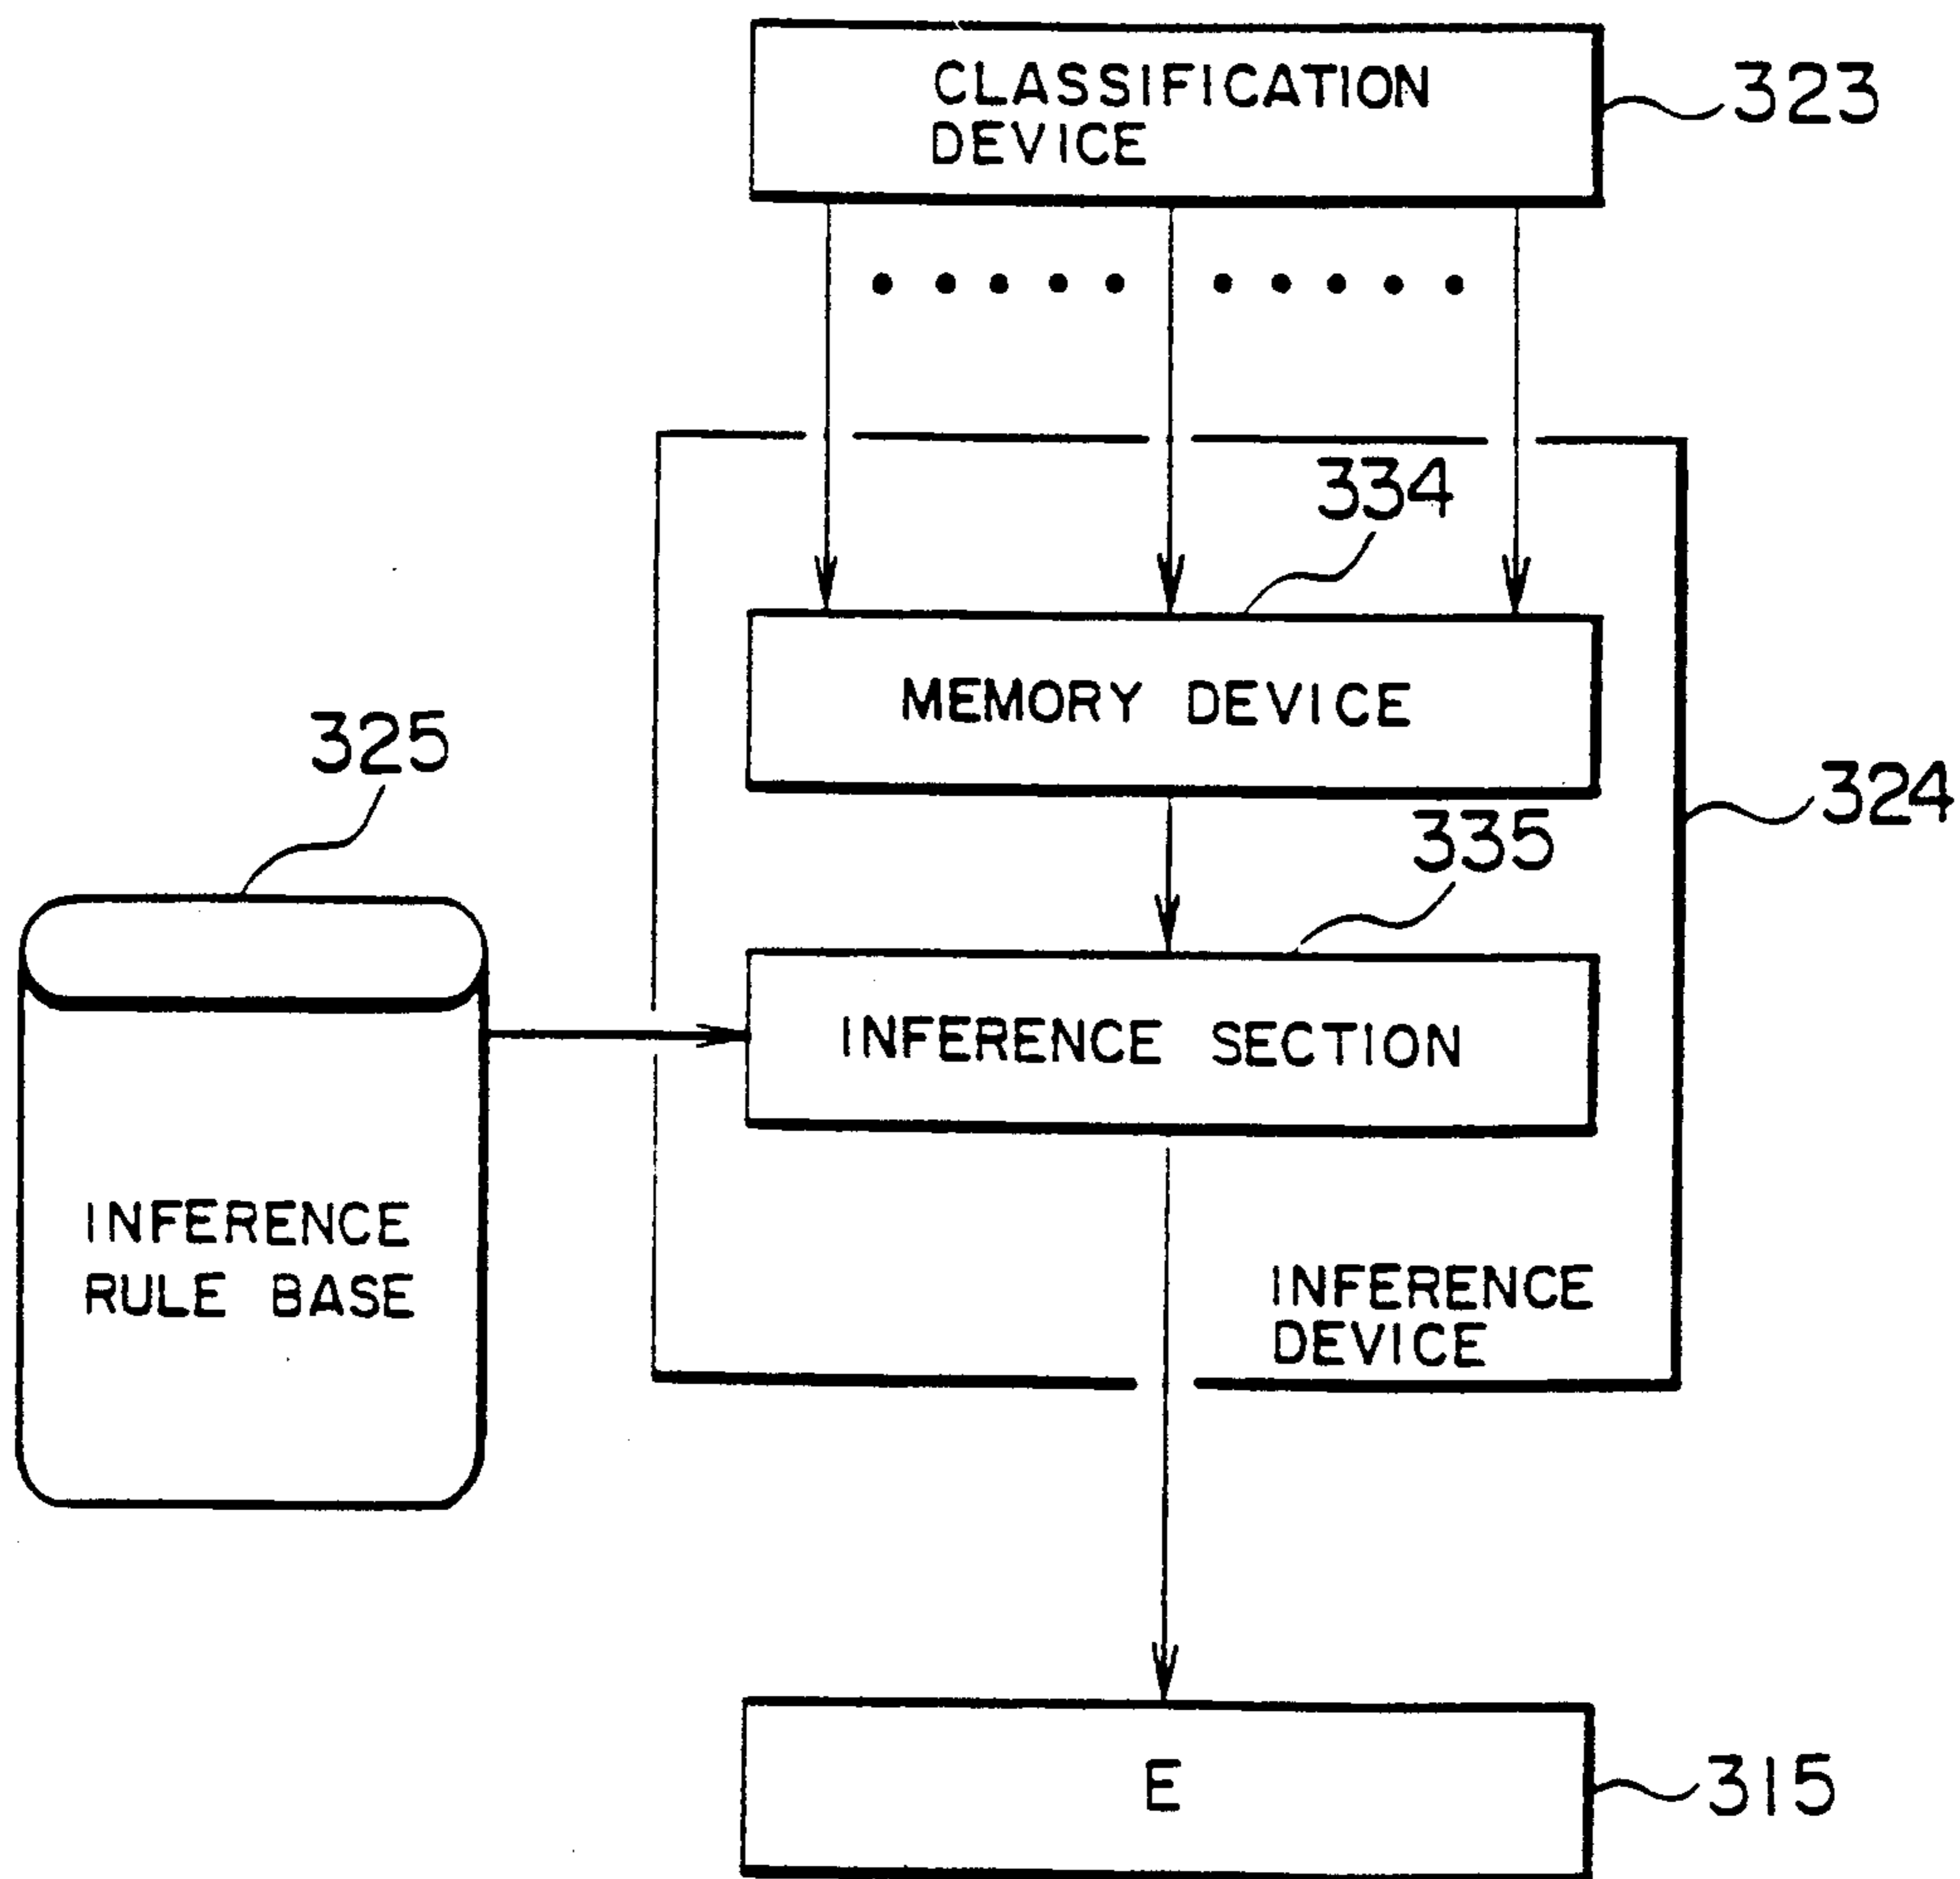 CLASSIFICATION
DEVICE
323
334
MEMORY DEVICE
325
324
335
INFERENCE SECTION
INFERENCE
RULE BASE
INFERENCE
DEVICE
E
315